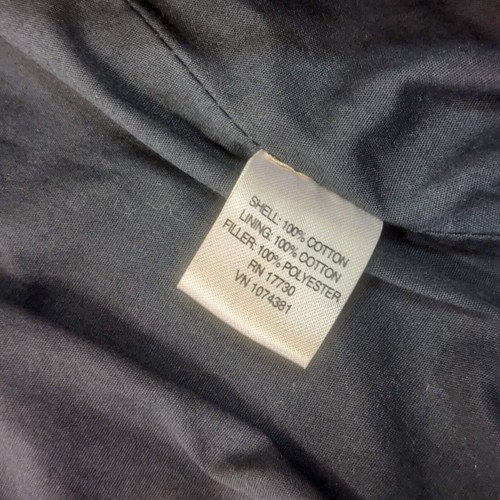 SHELL: 100% COTTON
LINING: 100% COTTON
FILLER: 100% POLYESTER
RN 17730
VN 1074381